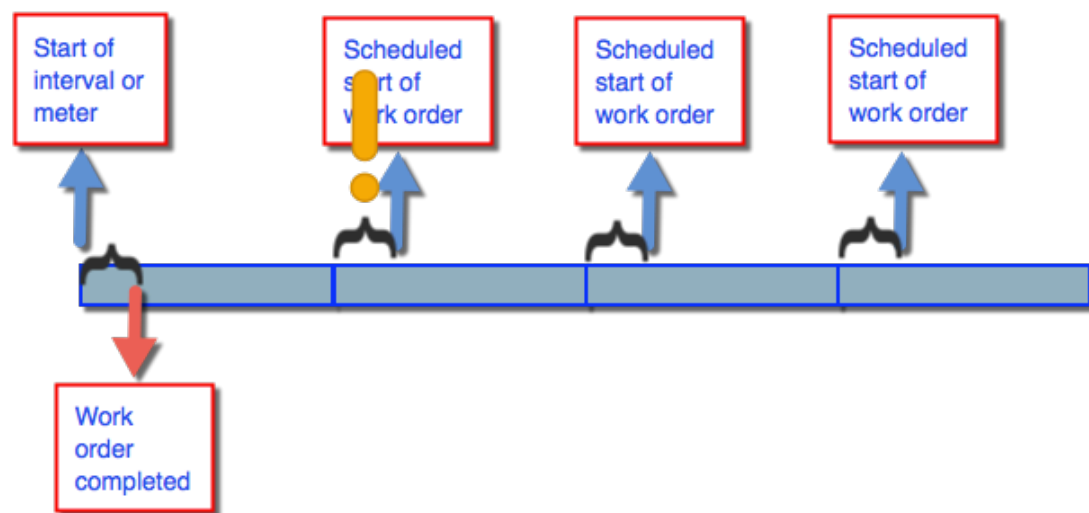 Start of
interval or
meter
Scheduled
start of
work order
Scheduled
start of
work order
Scheduled
start of
work order
Work
order
completed